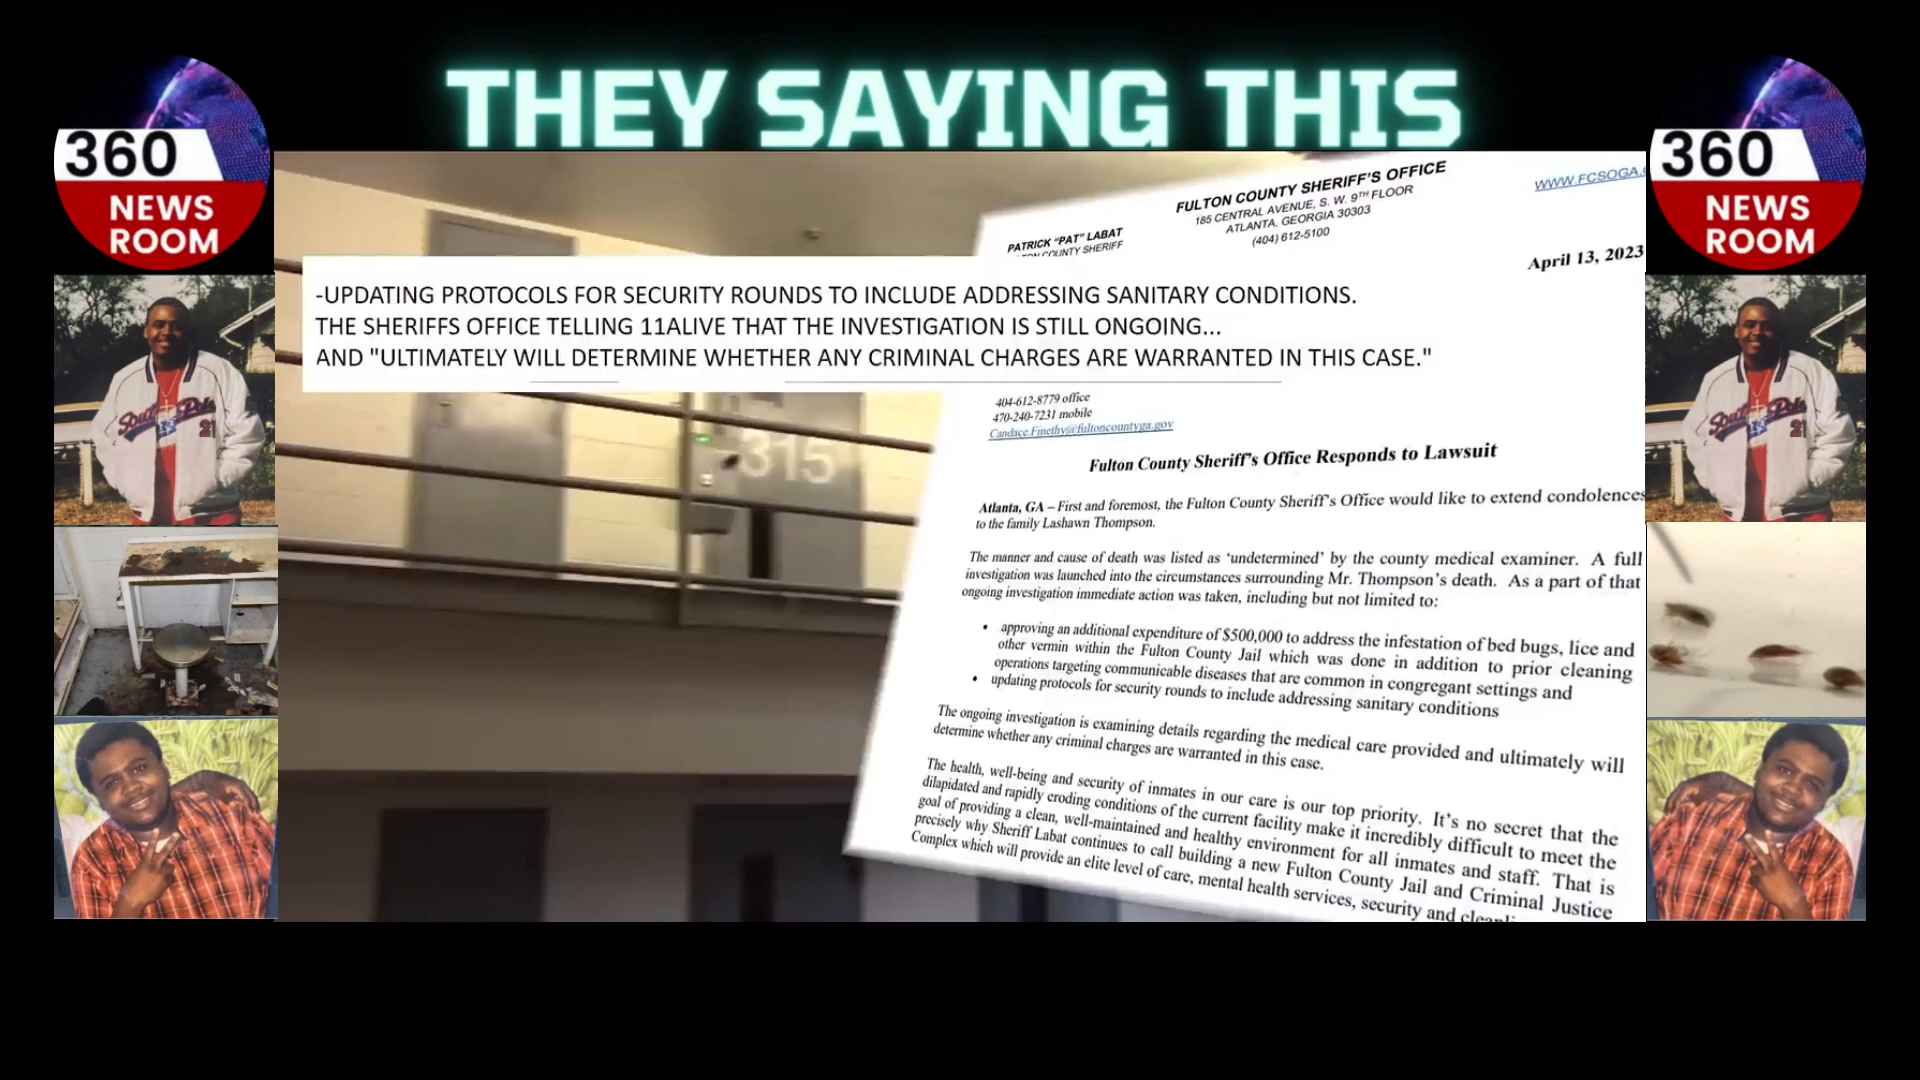 THEY SAYING THIS
360
NEWS
ROOM
360
NEWS
ROOM
FULTON COUNTY SHERIFF'S OFFICE
185 CENTRAL AVENUE, S. W. 9TH FLOOR
ATLANTA, GEORGIA 30303
(404) 612-5100
WWW.FCSOGA.
PATRICK "PAT" LABAT
COUNTY SHERIFF
April 13, 2023
-UPDATING PROTOCOLS FOR SECURITY ROUNDS TO INCLUDE ADDRESSING SANITARY CONDITIONS.
THE SHERIFFS OFFICE TELLING 11ALIVE THAT THE INVESTIGATION IS STILL ONGOING...
AND "ULTIMATELY WILL DETERMINE WHETHER ANY CRIMINAL CHARGES ARE WARRANTED IN THIS CASE."
404-612-8779 office
470-240-7231 mobile
Candace.Finethy@fultoncountyga.gov
315
South Pole
21
South Pole
21
Fulton County Sheriff's Office Responds to Lawsuit
Atlanta, GA – First and foremost, the Fulton County Sheriff's Office would like to extend condolences
to the family Lashawn Thompson.
The manner and cause of death was listed as 'undetermined' by the county medical examiner. A full
investigation was launched into the circumstances surrounding Mr. Thompson's death. As a part of that
ongoing investigation immediate action was taken, including but not limited to:
• approving an additional expenditure of $500,000 to address the infestation of bed bugs, lice and
other vermin within the Fulton County Jail which was done in addition to prior cleaning
operations targeting communicable diseases that are common in congregant settings and
• updating protocols for security rounds to include addressing sanitary conditions
The ongoing investigation is examining details regarding the medical care provided and ultimately will
determine whether any criminal charges are warranted in this case.
The health, well-being and security of inmates in our care is our top priority. It's no secret that the
dilapidated and rapidly eroding conditions of the current facility make it incredibly difficult to meet the
goal of providing a clean, well-maintained and healthy environment for all inmates and staff. That is
precisely why Sheriff Labat continues to call building a new Fulton County Jail and Criminal Justice
Complex which will provide an elite level of care, mental health services, security and